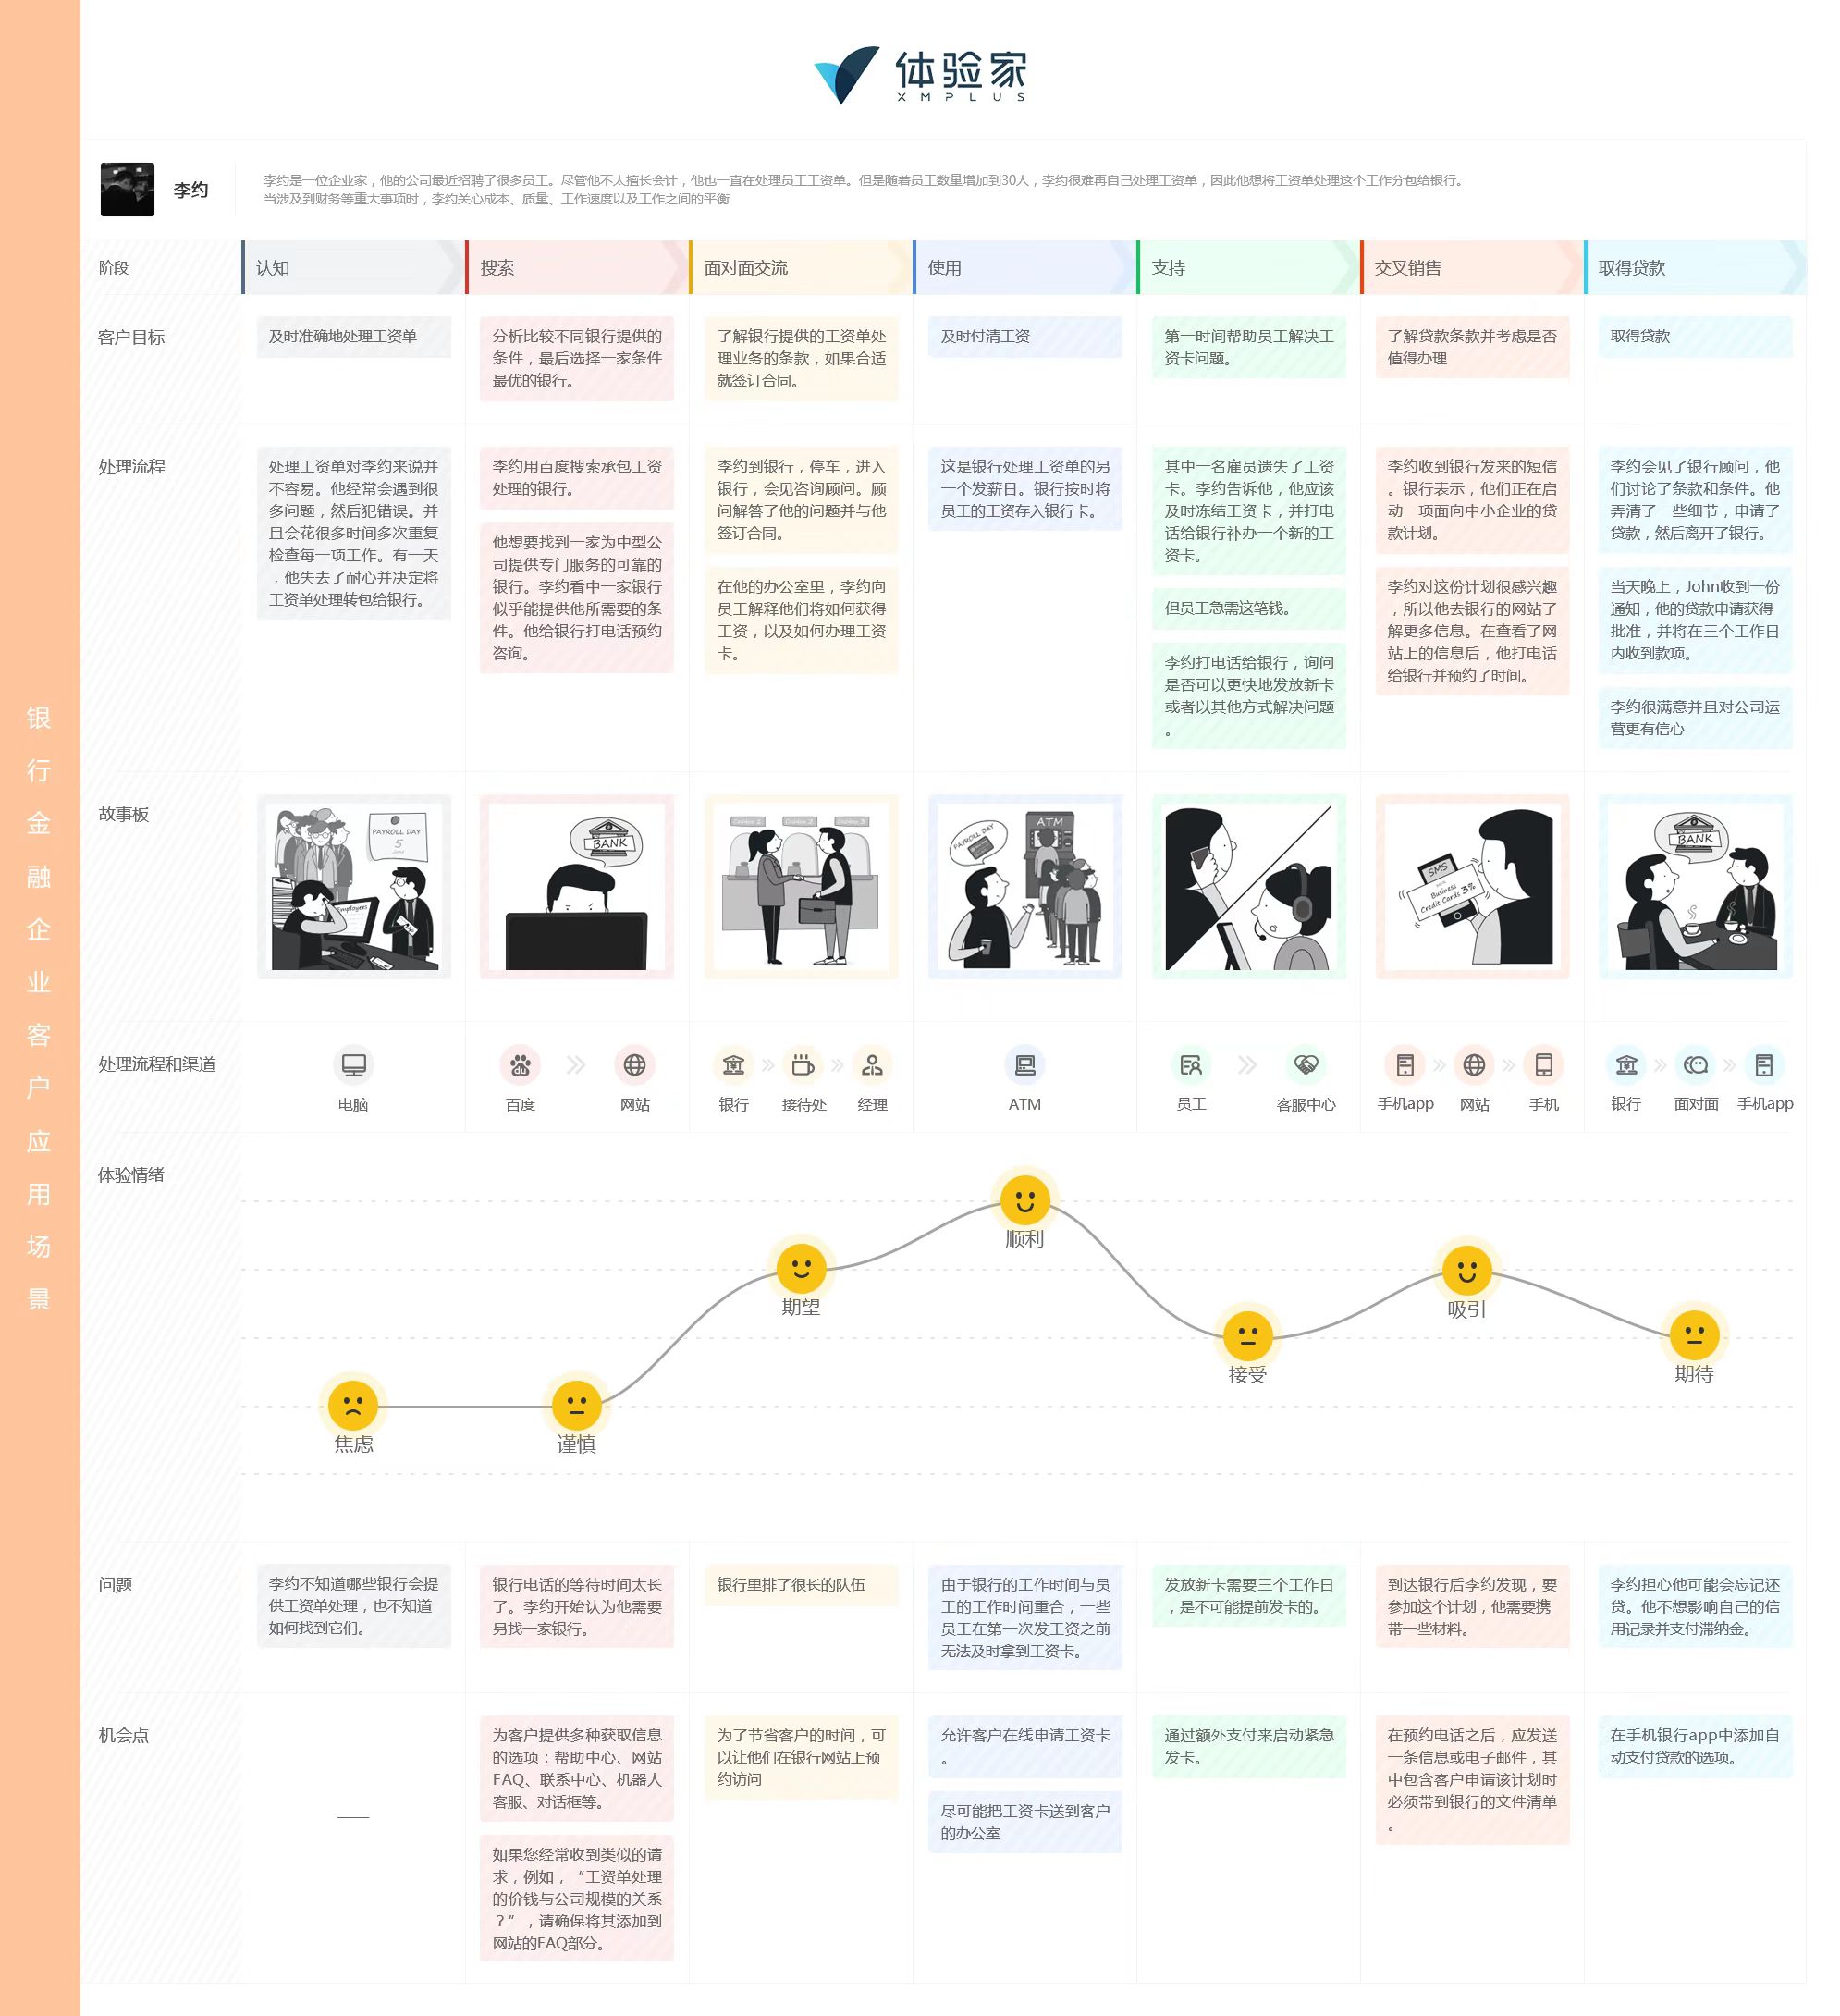 体验家
XMPLUS
李约
李约是一位企业家，他的公司最近招聘了很多员工。尽管他不太擅长会计，他也一直在处理员工工资单。但是随着员工数量增加到30人，李约很难再自己处理工资单，因此他想将工资单处理这个工作分包给银行。
当涉及到财务等重大事项时，李约关心成本、质量、工作速度以及工作之间的平衡
银行金融企业客户应用场景
阶段
认知
搜索
面对面交流
使用
支持
交叉销售
取得贷款
客户目标
及时准确地处理工资单
分析比较不同银行提供的
条件，最后选择一家条件
最优的银行。
了解银行提供的工资单处
理业务的条款，如果合适
就签订合同。
及时付清工资
第一时间帮助员工解决工
资卡问题。
了解贷款条款并考虑是否
值得办理
取得贷款
处理流程
处理工资单对李约来说并
不容易。他经常会遇到很
多问题，然后犯错误。并
且会花很多时间多次重复
检查每一项工作。有一天
，他失去了耐心并决定将
工资单处理转包给银行。
李约用百度搜索承包工资
处理的银行。
他想要找到一家为中型公
司提供专门服务的可靠的
银行。李约看中一家银行
似乎能提供他所需要的条
件。他给银行打电话预约
咨询。
李约到银行，停车，进入
银行，会见咨询顾问。顾
问解答了他的问题并与他
签订合同。
在他的办公室里，李约向
员工解释他们将如何获得
工资，以及如何办理工资
卡。
这是银行处理工资单的另
一个发薪日。银行按时将
员工的工资存入银行卡。
其中一名雇员遗失了工资
卡。李约告诉他，他应该
及时冻结工资卡，并打电
话给银行补办一个新的工
资卡。
但员工急需这笔钱。
李约打电话给银行，询问
是否可以更快地发放新卡
或者以其他方式解决问题
。
李约收到银行发来的短信
。银行表示，他们正在启
动一项面向中小企业的贷
款计划。
李约对这份计划很感兴趣
，所以他去银行的网站了
解更多信息。在查看了网
站上的信息后，他打电话
给银行并预约了时间。
李约会见了银行顾问，他
们讨论了条款和条件。他
弄清了一些细节，申请了
贷款，然后离开了银行。
当天晚上，John收到一份
通知，他的贷款申请获得
批准，并将在三个工作日
内收到款项。
李约很满意并且对公司运
营更有信心
故事板
PAYROLL DAY
5
Employees
BANK
Cashbox 1
Cashbox 2
Cashbox 3
PAYROLL DAY
ATM
SMS
Business
Credit Cards 3%
BANK
处理流程和渠道
电脑
百度
网站
银行
接待处
经理
ATM
员工
客服中心
手机app
网站
手机
银行
面对面
手机app
体验情绪
焦虑
谨慎
期望
顺利
接受
吸引
期待
问题
李约不知道哪些银行会提
供工资单处理，也不知道
如何找到它们。
银行电话的等待时间太长
了。李约开始认为他需要
另找一家银行。
银行里排了很长的队伍
由于银行的工作时间与员
工的工作时间重合，一些
员工在第一次发工资之前
无法及时拿到工资卡。
发放新卡需要三个工作日
，是不可能提前发卡的。
到达银行后李约发现，要
参加这个计划，他需要携
带一些材料。
李约担心他可能会忘记还
贷。他不想影响自己的信
用记录并支付滞纳金。
机会点
——
为客户提供多种获取信息
的选项：帮助中心、网站
FAQ、联系中心、机器人
客服、对话框等。
如果您经常收到类似的请
求，例如，“工资单处理
的价钱与公司规模的关系
？”，请确保将其添加到
网站的FAQ部分。
为了节省客户的时间，可
以让他们在银行网站上预
约访问
允许客户在线申请工资卡
。
尽可能把工资卡送到客户
的办公室
通过额外支付来启动紧急
发卡。
在预约电话之后，应发送
一条信息或电子邮件，其
中包含客户申请该计划时
必须带到银行的文件清单
。
在手机银行app中添加自
动支付贷款的选项。